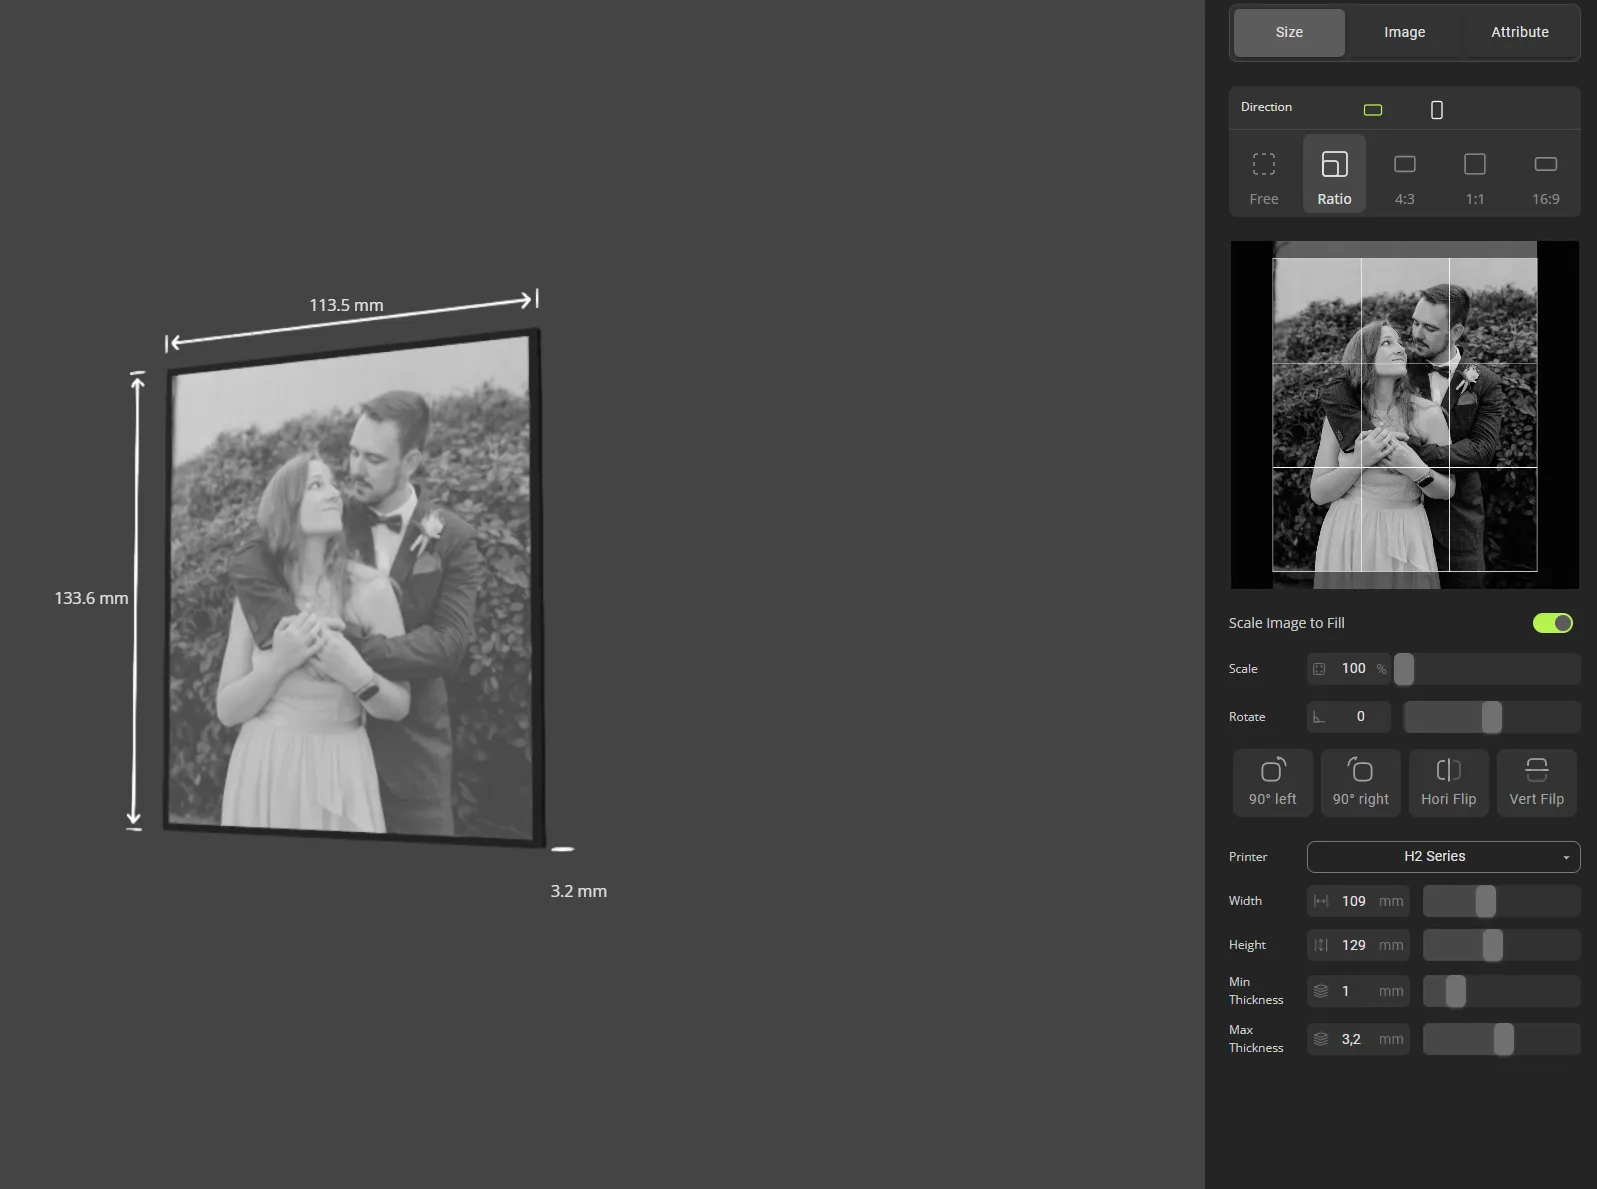 Size Image Attribute
Direction
Free Ratio 4:3 1:1 16:9
113.5 mm
133.6 mm
3.2 mm
Scale Image to Fill
Scale 100 %
Rotate 0
90° left 90° right Hori Flip Vert Filp
Printer H2 Series
Width 109 mm
Height 129 mm
Min
Thickness 1 mm
Max
Thickness 3,2 mm